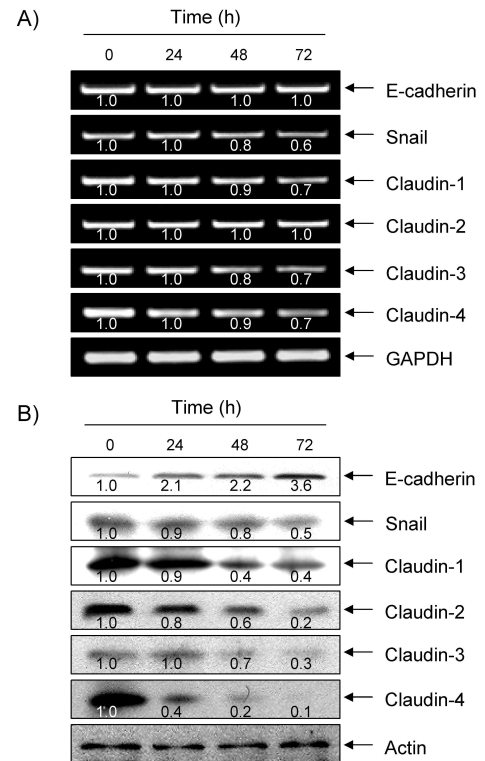 A)
Time (h)
0 24 48 72
E-cadherin
1.0 1.0 1.0 1.0
Snail
1.0 1.0 0.8 0.6
Claudin-1
1.0 1.0 0.9 0.7
Claudin-2
1.0 1.0 1.0 1.0
Claudin-3
1.0 1.0 0.8 0.7
Claudin-4
1.0 1.0 0.9 0.7
GAPDH
B)
Time (h)
0 24 48 72
E-cadherin
1.0 2.1 2.2 3.6
Snail
1.0 0.9 0.8 0.5
Claudin-1
1.0 0.9 0.4 0.4
Claudin-2
1.0 0.8 0.6 0.2
Claudin-3
1.0 1.0 0.7 0.3
Claudin-4
1.0 0.4 0.2 0.1
Actin